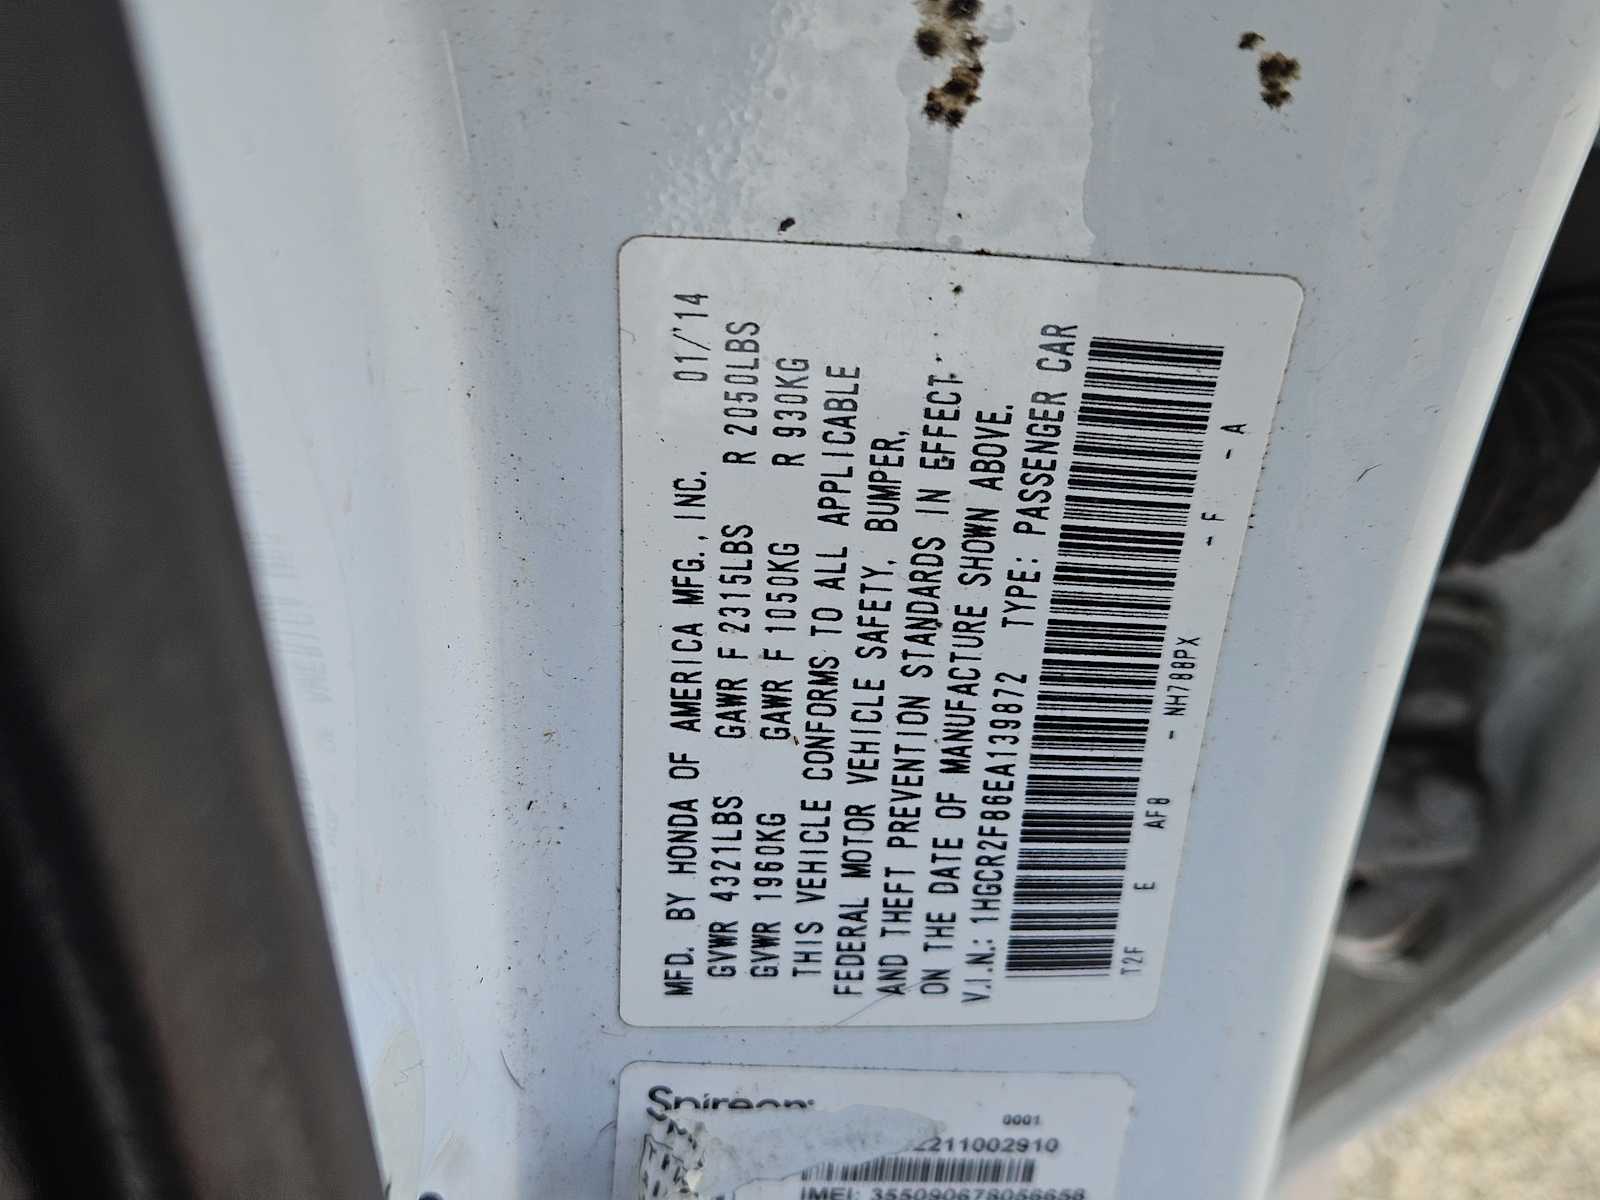 MFD. BY HONDA OF AMERICA MFG., INC. 01/'14
GVWR 4321LBS GAWR F 2315LBS R 2050LBS
GVWR 1960KG GAWR F 1050KG R 930KG
THIS VEHICLE CONFORMS TO ALL APPLICABLE
FEDERAL MOTOR VEHICLE SAFETY, BUMPER,
AND THEFT PREVENTION STANDARDS IN EFFECT
ON THE DATE OF MANUFACTURE SHOWN ABOVE.
V.I.N.: 1HGCR2F86EA139872 TYPE: PASSENGER CAR
T2F E AF8 - NH788PX - F - A
Spireon
0001
2211002910
IMEI: 355090678056658